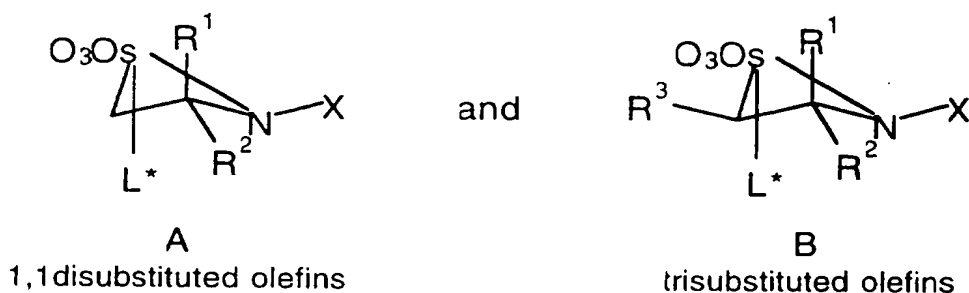 O₃Os R¹ N X R² L* and O₃Os R¹ R³ N X R² L*
A B
1,1disubstituted olefins trisubstituted olefins